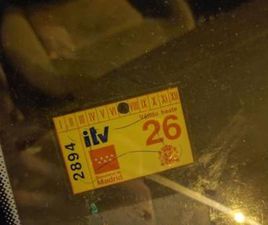 I II III IV V VI VII VIII IX X XI XII
Válido hasta
itv
26
2894
Madrid